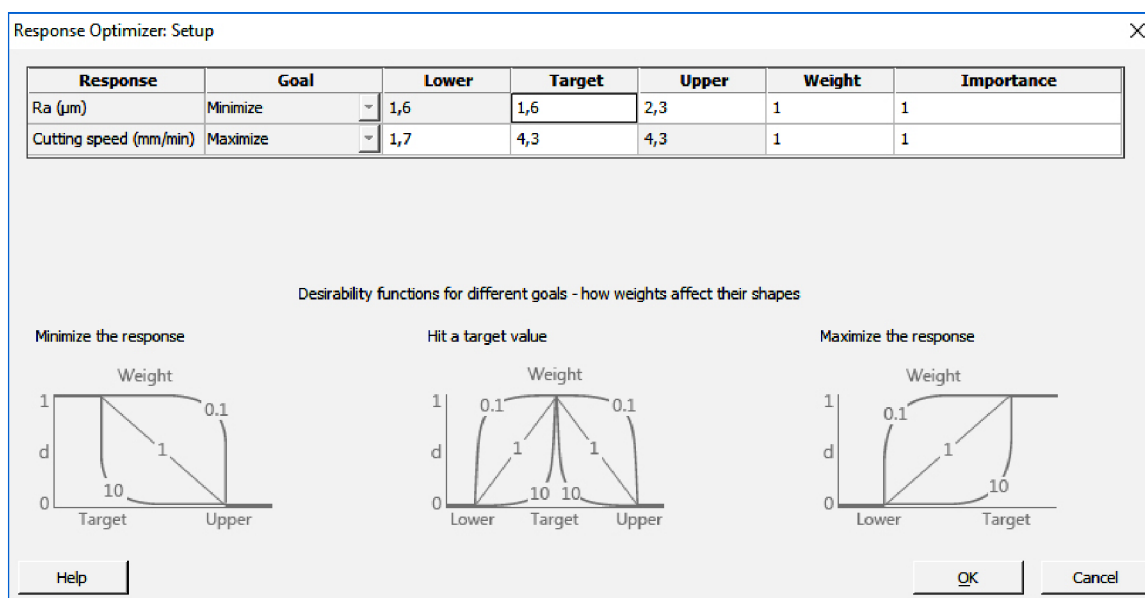 Response Optimizer: Setup
Response Goal Lower Target Upper Weight Importance
Ra (µm) Minimize 1,6 1,6 2,3 1 1
Cutting speed (mm/min) Maximize 1,7 4,3 4,3 1 1
Desirability functions for different goals - how weights affect their shapes
Minimize the response Hit a target value Maximize the response
Weight Weight Weight
1 0.1 1 0.1 0.1 1 0.1
d 1 d 1 1 d 1
10 10 10 10
0 0 0
Target Upper Lower Target Upper Lower Target
Help OK Cancel